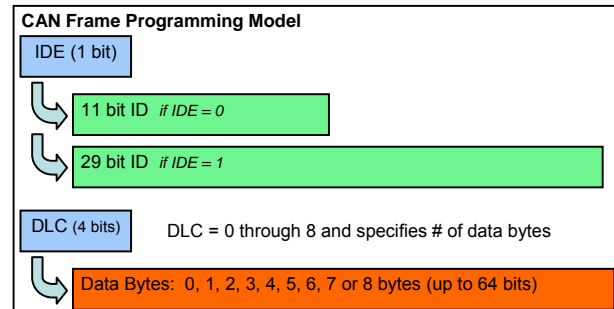 CAN Frame Programming Model
IDE (1 bit)
11 bit ID if IDE = 0
29 bit ID if IDE = 1
DLC (4 bits) DLC = 0 through 8 and specifies # of data bytes
Data Bytes: 0, 1, 2, 3, 4, 5, 6, 7 or 8 bytes (up to 64 bits)